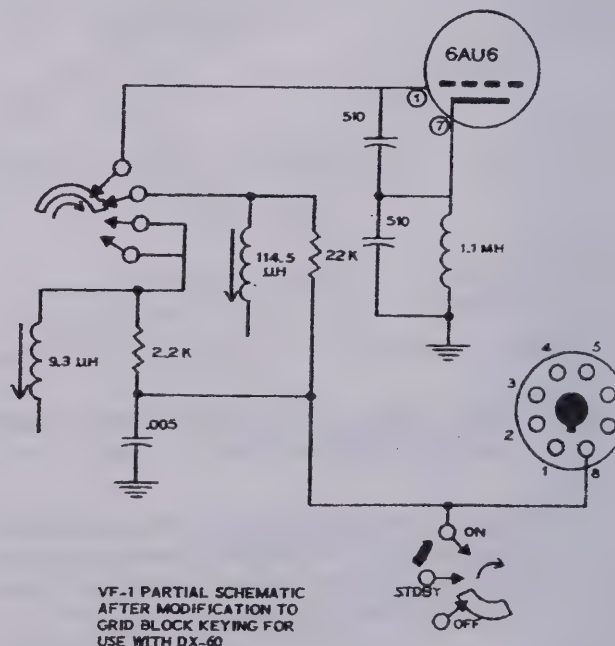 6AU6
1
7
510
510
1.1 MH
114.5
UH
22K
9.3 UH
2.2 K
.005
4
5
3
2
1
8
ON
STDBY
OFF
VF-1 PARTIAL SCHEMATIC
AFTER MODIFICATION TO
GRID BLOCK KEYING FOR
USE WITH DX-60